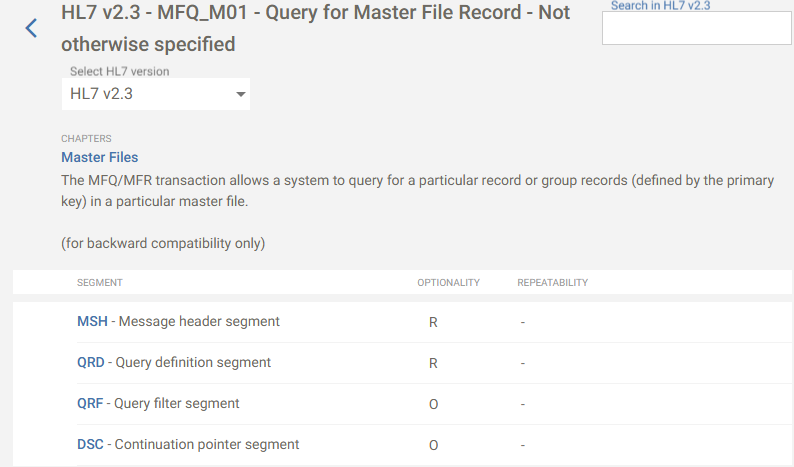 HL7 v2.3 - MFQ_M01 - Query for Master File Record - Not
otherwise specified
Search in HL7 v2.3
Select HL7 version
HL7 v2.3
CHAPTERS
Master Files
The MFQ/MFR transaction allows a system to query for a particular record or group records (defined by the primary
key) in a particular master file.
(for backward compatibility only)
SEGMENT OPTIONALITY REPEATABILITY
MSH - Message header segment R -
QRD - Query definition segment R -
QRF - Query filter segment O -
DSC - Continuation pointer segment O -